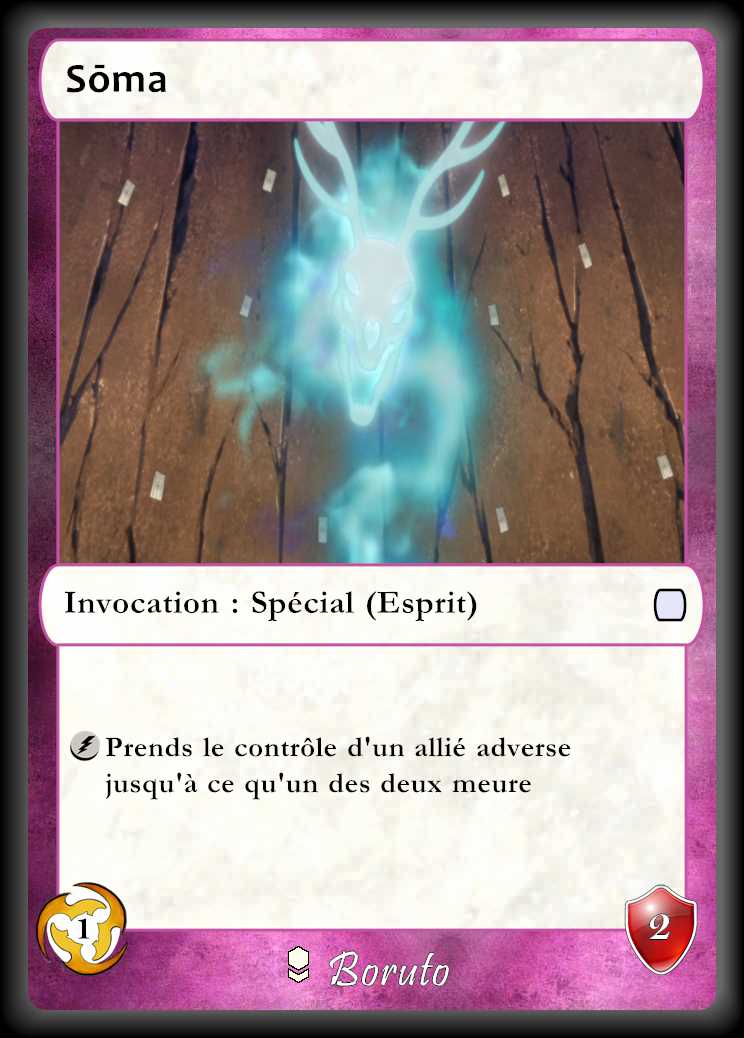 Sōma
Invocation : Spécial (Esprit)
Prends le contrôle d'un allié adverse
jusqu'à ce qu'un des deux meure
1
2
Boruto